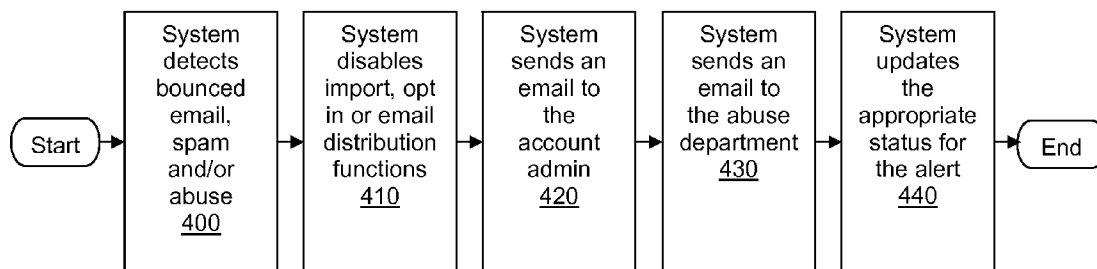 Start
System
detects
bounced
email,
spam
and/or
abuse
400
System
disables
import, opt
in or email
distribution
functions
410
System
sends an
email to
the
account
admin
420
System
sends an
email to
the abuse
department
430
System
updates
the
appropriate
status for
the alert
440
End